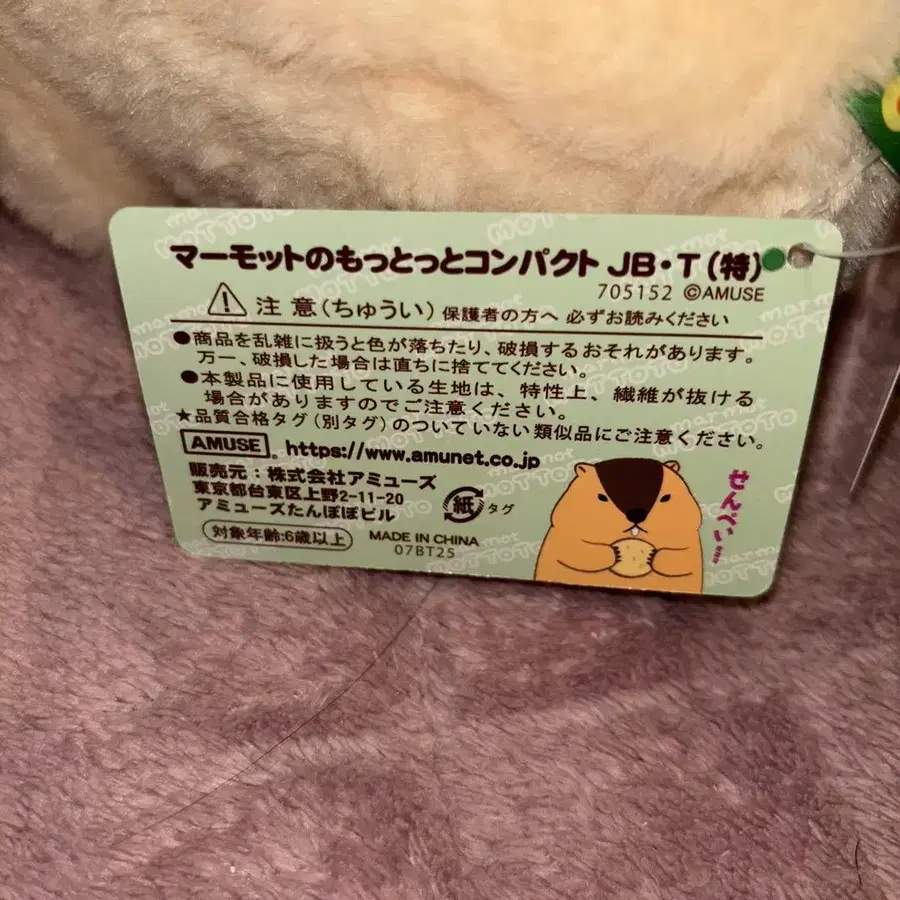 マーモットのもっとっとコンパクト JB・T(特)
705152 ©AMUSE
注意(ちゅうい) 保護者の方へ 必ずお読みください
●商品を乱雑に扱うと色が落ちたり、破損するおそれがあります。
万一、破損した場合は直ちに捨ててください。
●本製品に使用している生地は、特性上、繊維が抜ける
場合がありますのでご注意ください。
★品質合格タグ(別タグ)のついていない類似品にご注意ください。
AMUSE. https://www.amunet.co.jp
販売元:株式会社アミューズ
東京都台東区上野2-11-20
アミューズたんぽぽビル
紙 タグ
対象年齢:6歳以上
MADE IN CHINA
07BT25
せんべい…
marmot
MOTTOTO